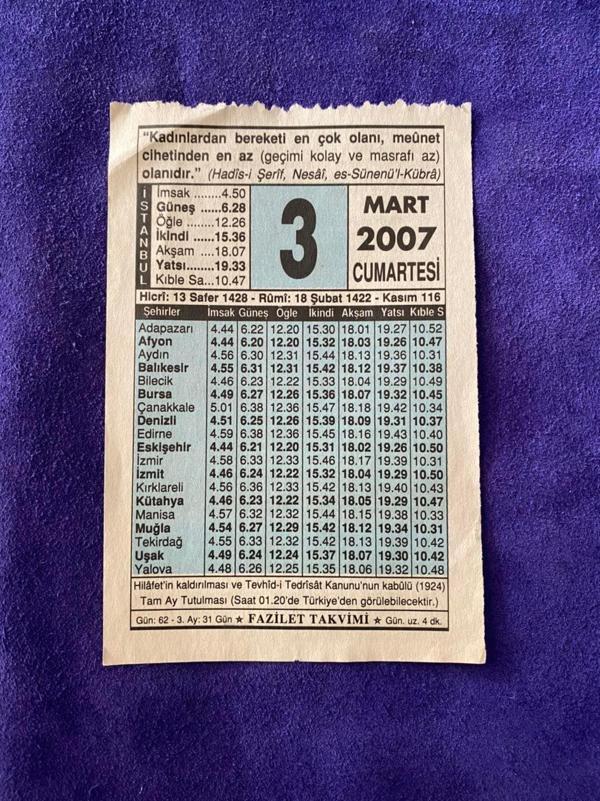 “Kadınlardan bereketi en çok olanı, meûnet
cihetinden en az (geçimi kolay ve masrafı az)
olanıdır.” (Hadîs-i Şerîf, Nesâî, es-Sünenü'l-Kübrâ)
İSTANBUL
İmsak ........4.50
Güneş ......6.28
Öğle ........12.26
İkindi ......15.36
Akşam ....18.07
Yatsı........19.33
Kıble Sa...10.47
3
MART
2007
CUMARTESİ
Hicrî: 13 Safer 1428 - Rûmî: 18 Şubat 1422 - Kasım 116
Şehirler İmsak Güneş Öğle İkindi Akşam Yatsı Kıble S
Adapazarı 4.44 6.22 12.20 15.30 18.01 19.27 10.52
Afyon 4.44 6.20 12.20 15.32 18.03 19.26 10.47
Aydın 4.56 6.30 12.31 15.44 18.13 19.36 10.31
Balıkesir 4.55 6.31 12.31 15.42 18.12 19.37 10.38
Bilecik 4.46 6.23 12.22 15.33 18.04 19.29 10.49
Bursa 4.49 6.27 12.26 15.36 18.07 19.32 10.45
Çanakkale 5.01 6.38 12.36 15.47 18.18 19.42 10.34
Denizli 4.51 6.25 12.26 15.39 18.09 19.31 10.37
Edirne 4.59 6.38 12.36 15.45 18.16 19.43 10.40
Eskişehir 4.44 6.21 12.20 15.31 18.02 19.26 10.50
İzmir 4.58 6.33 12.33 15.46 18.17 19.39 10.31
İzmit 4.46 6.24 12.22 15.32 18.04 19.29 10.50
Kırklareli 4.56 6.36 12.33 15.42 18.13 19.40 10.43
Kütahya 4.46 6.23 12.22 15.34 18.05 19.29 10.47
Manisa 4.57 6.32 12.32 15.44 18.15 19.38 10.33
Muğla 4.54 6.27 12.29 15.42 18.12 19.34 10.31
Tekirdağ 4.55 6.33 12.32 15.42 18.13 19.39 10.42
Uşak 4.49 6.24 12.24 15.37 18.07 19.30 10.42
Yalova 4.48 6.26 12.25 15.35 18.06 19.32 10.48
Hilâfet'in kaldırılması ve Tevhîd-i Tedrîsât Kanunu'nun kabûlü (1924)
Tam Ay Tutulması (Saat 01.20'de Türkiye'den görülebilecektir.)
Gün: 62 - 3. Ay: 31 Gün ★ FAZİLET TAKVİMİ ★ Gün. uz. 4 dk.